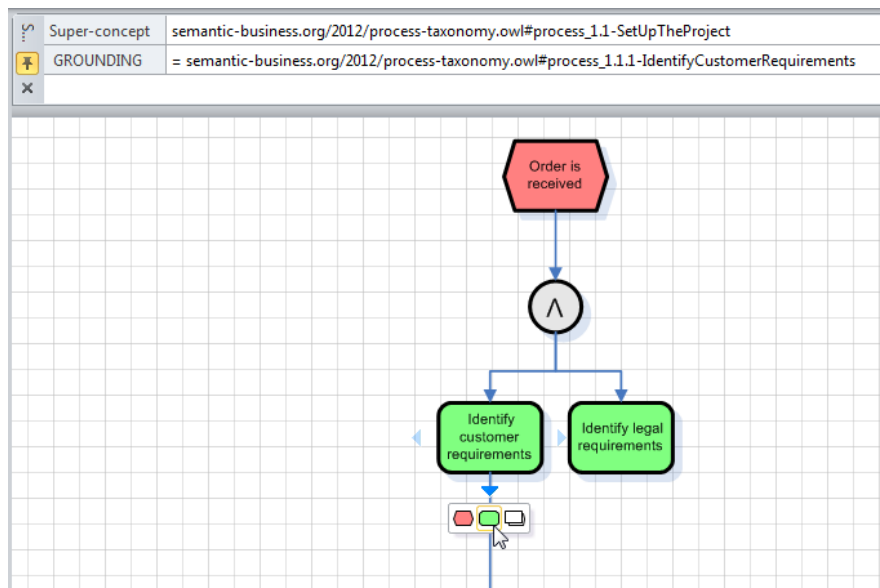 Super-concept semantic-business.org/2012/process-taxonomy.owl#process_1.1-SetUpTheProject
GROUNDING = semantic-business.org/2012/process-taxonomy.owl#process_1.1.1-IdentifyCustomerRequirements
Order is
received
Λ
Identify
customer
requirements
Identify legal
requirements